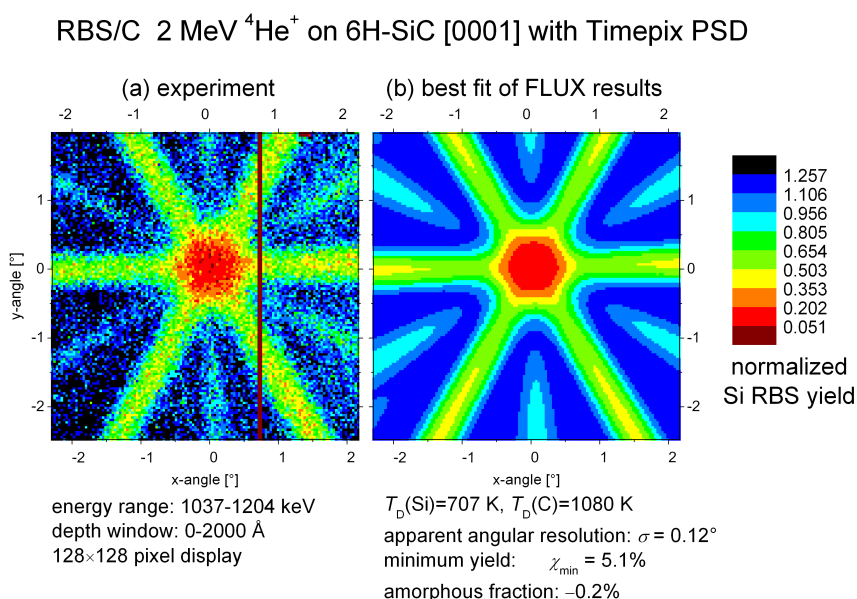 RBS/C 2 MeV ⁴He⁺ on 6H-SiC [0001] with Timepix PSD
(a) experiment
(b) best fit of FLUX results
-2 -1 0 1 2
-2 -1 0 1 2
y-angle [°]
1
0
-1
-2
1
0
-1
-2
-2 -1 0 1 2
-2 -1 0 1 2
x-angle [°]
x-angle [°]
1.257
1.106
0.956
0.805
0.654
0.503
0.353
0.202
0.051
normalized
Si RBS yield
energy range: 1037-1204 keV
depth window: 0-2000 Å
128×128 pixel display
T_D(Si)=707 K, T_D(C)=1080 K
apparent angular resolution: σ = 0.12°
minimum yield: χ_min = 5.1%
amorphous fraction: –0.2%